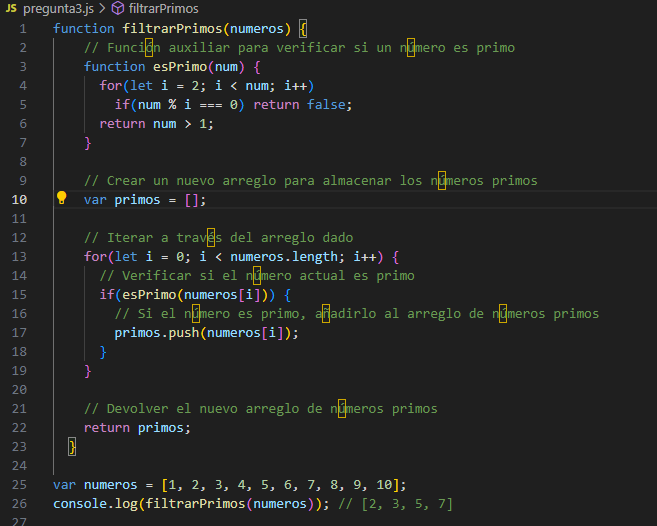 JS pregunta3.js > filtrarPrimos
1 function filtrarPrimos(numeros) {
2 // Función auxiliar para verificar si un número es primo
3 function esPrimo(num) {
4 for(let i = 2; i < num; i++)
5 if(num % i === 0) return false;
6 return num > 1;
7 }
8
9 // Crear un nuevo arreglo para almacenar los números primos
10 var primos = [];
11
12 // Iterar a través del arreglo dado
13 for(let i = 0; i < numeros.length; i++) {
14 // Verificar si el número actual es primo
15 if(esPrimo(numeros[i])) {
16 // Si el número es primo, añadirlo al arreglo de números primos
17 primos.push(numeros[i]);
18 }
19 }
20
21 // Devolver el nuevo arreglo de números primos
22 return primos;
23 }
24
25 var numeros = [1, 2, 3, 4, 5, 6, 7, 8, 9, 10];
26 console.log(filtrarPrimos(numeros)); // [2, 3, 5, 7]
27